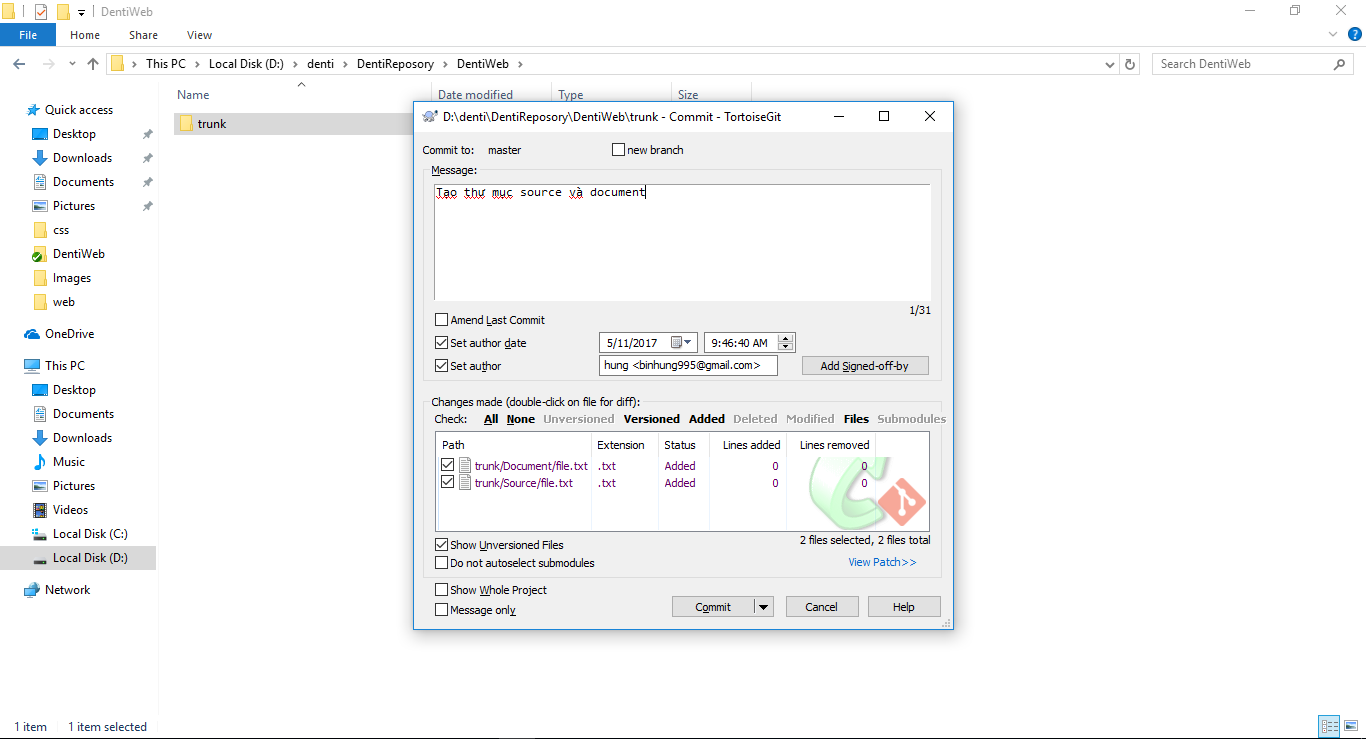 DentiWeb
File Home Share View
This PC Local Disk (D:) denti DentiReposory DentiWeb
Search DentiWeb
Name Date modified Type Size
trunk
Quick access
Desktop
Downloads
Documents
Pictures
css
DentiWeb
Images
web
OneDrive
This PC
Desktop
Documents
Downloads
Music
Pictures
Videos
Local Disk (C:)
Local Disk (D:)
Network
1 item 1 item selected
D:\denti\DentiReposory\DentiWeb\trunk - Commit - TortoiseGit
Commit to: master new branch
Message:
Tạo thư mục source và document
1/31
Amend Last Commit
Set author date 5/11/2017 9:46:40 AM
Set author hung <binhung995@gmail.com> Add Signed-off-by
Changes made (double-click on file for diff):
Check: All None Unversioned Versioned Added Deleted Modified Files Submodules
Path Extension Status Lines added Lines removed
trunk/Document/file.txt .txt Added 0 0
trunk/Source/file.txt .txt Added 0 0
Show Unversioned Files 2 files selected, 2 files total
Do not autoselect submodules View Patch>>
Show Whole Project
Message only
Commit Cancel Help